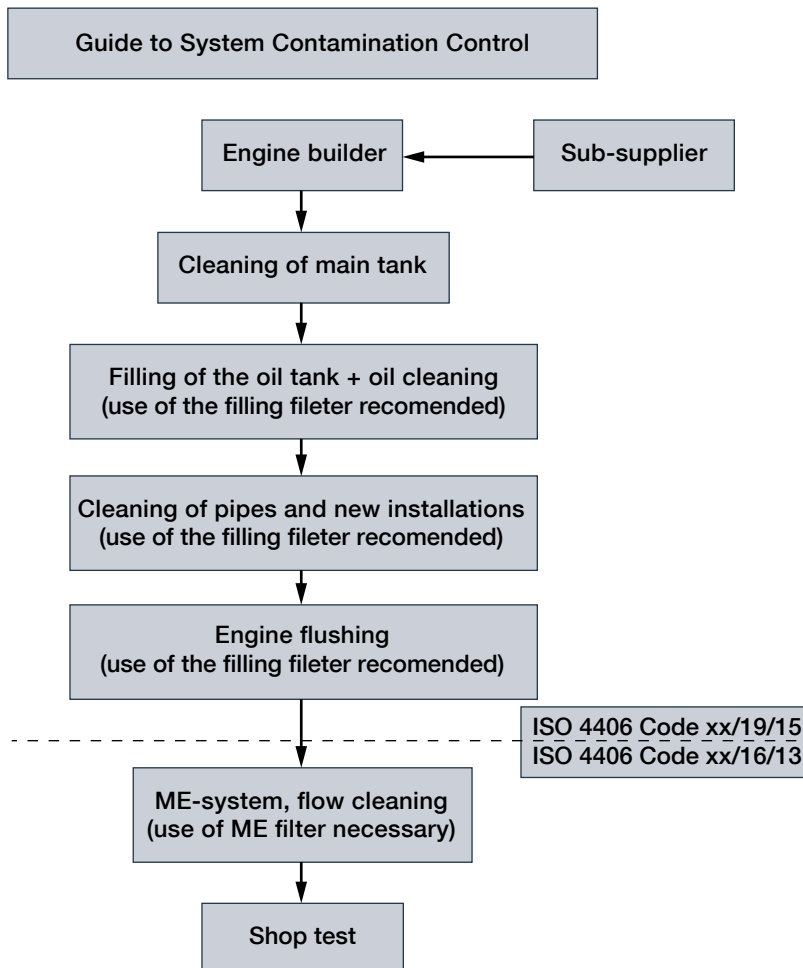 Guide to System Contamination Control
Engine builder
Sub-supplier
Cleaning of main tank
Filling of the oil tank + oil cleaning
(use of the filling fileter recomended)
Cleaning of pipes and new installations
(use of the filling fileter recomended)
Engine flushing
(use of the filling fileter recomended)
ISO 4406 Code xx/19/15
ISO 4406 Code xx/16/13
ME-system, flow cleaning
(use of ME filter necessary)
Shop test